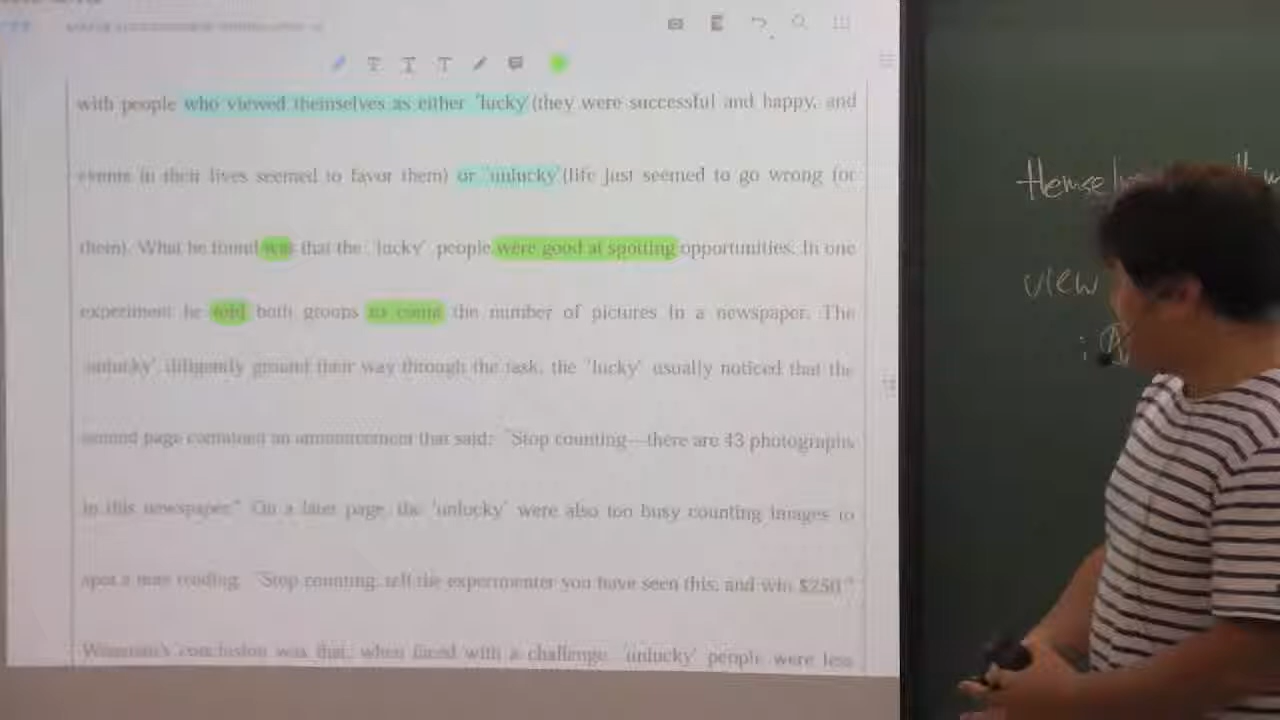 with people who viewed themselves as either 'lucky' (they were successful and happy, and
events in their lives seemed to favor them) or 'unlucky' (life just seemed to go wrong for
them). What he found was that the 'lucky' people were good at spotting opportunities. In one
experiment he told both groups to count the number of pictures in a newspaper. The
'unlucky' diligently ground their way through the task, the 'lucky' usually noticed that the
second page contained an announcement that said: "Stop counting—there are 43 photographs
in this newspaper." On a later page, the 'unlucky' were also too busy counting images to
spot a note reading: "Stop counting, tell the experimenter you have seen this, and win $250."
Wiseman's conclusion was that, when faced with a challenge, 'unlucky' people were less
view